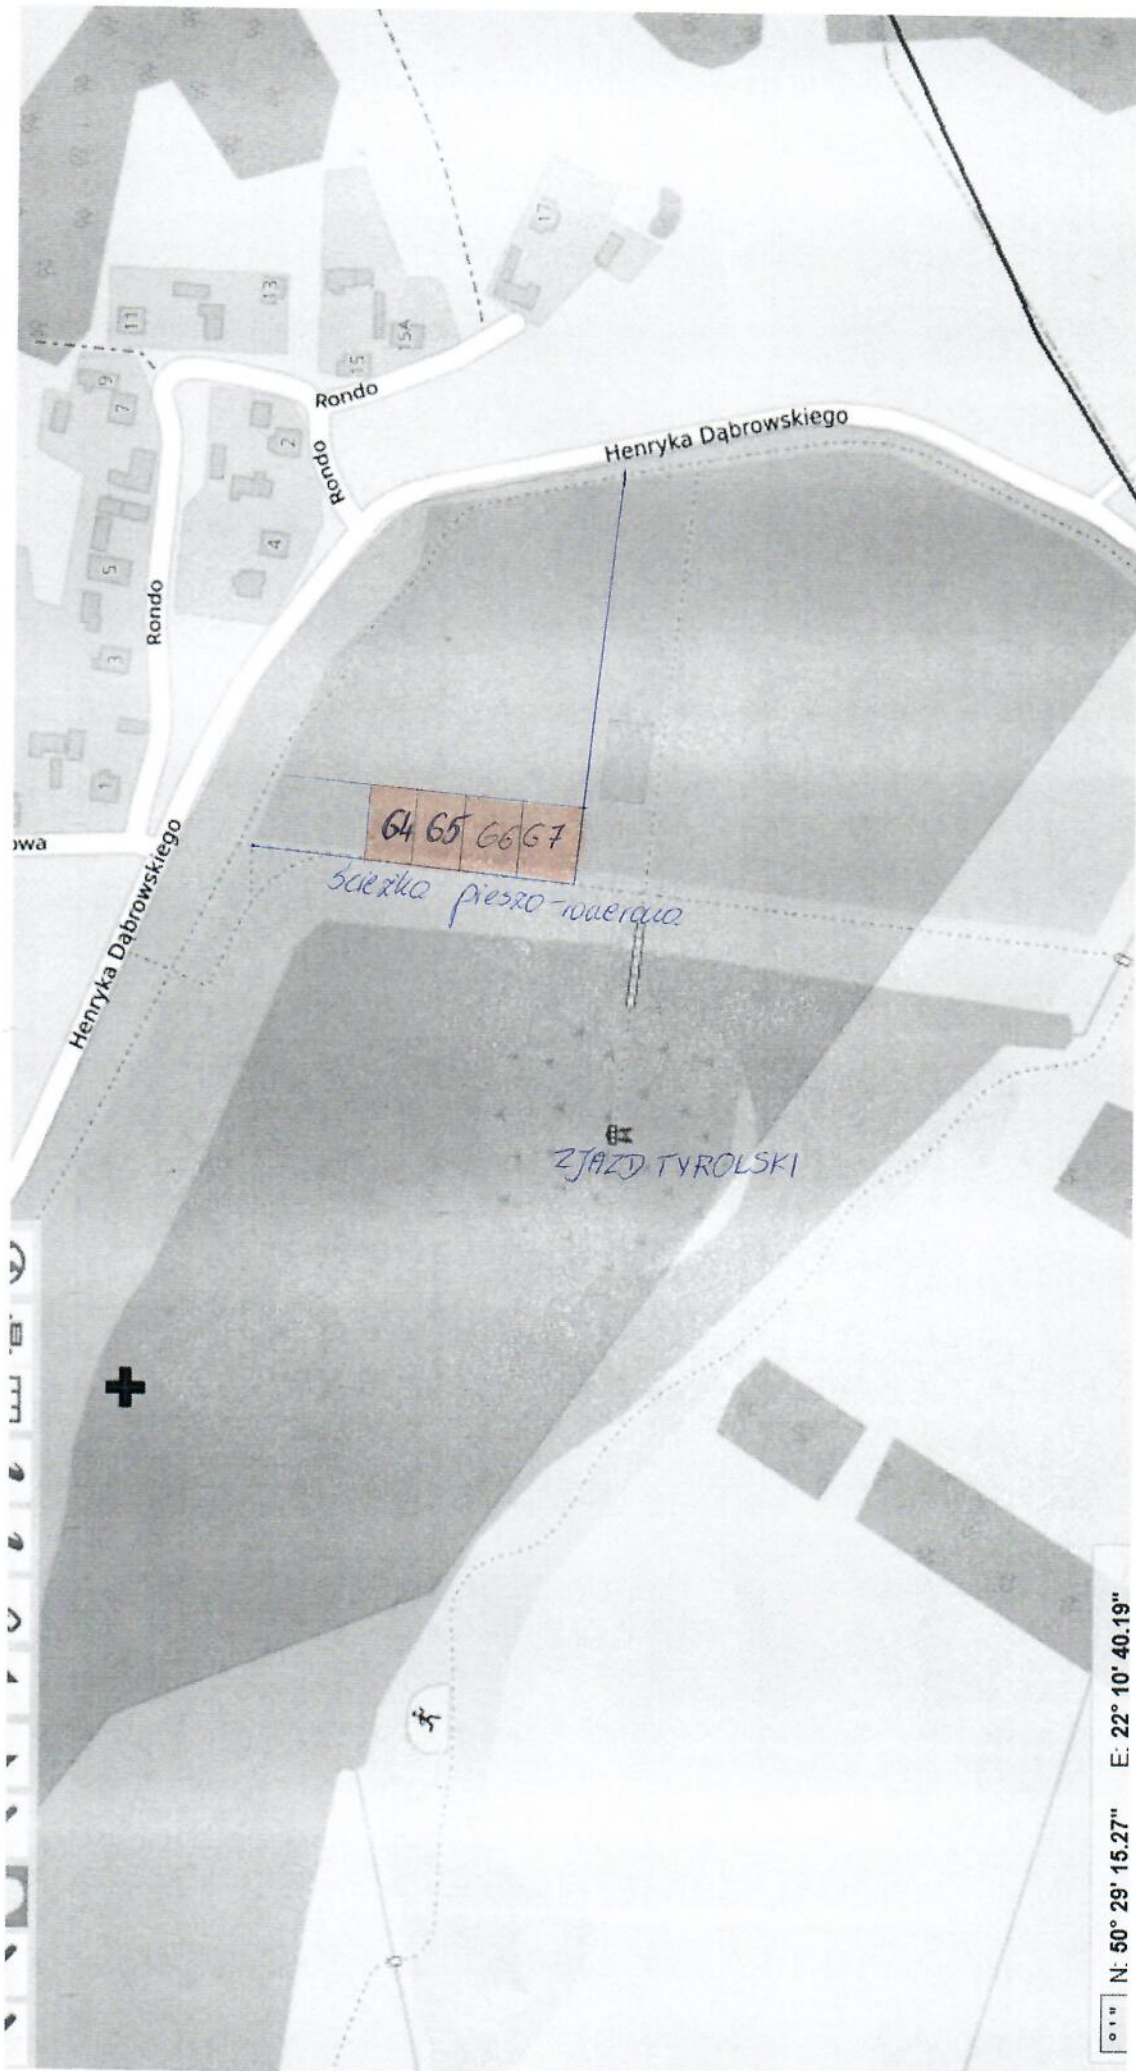 17
11
13
15A
15
9
7
Rondo
2
Rondo
Henryka Dąbrowskiego
5
4
Rondo
3
1
owa
64 65 66 67
Henryka Dąbrowskiego
ścieżka pieszo-rowerowa
ZJAZD TYROLSKI
° ' " N: 50° 29' 15.27" E: 22° 10' 40.19"